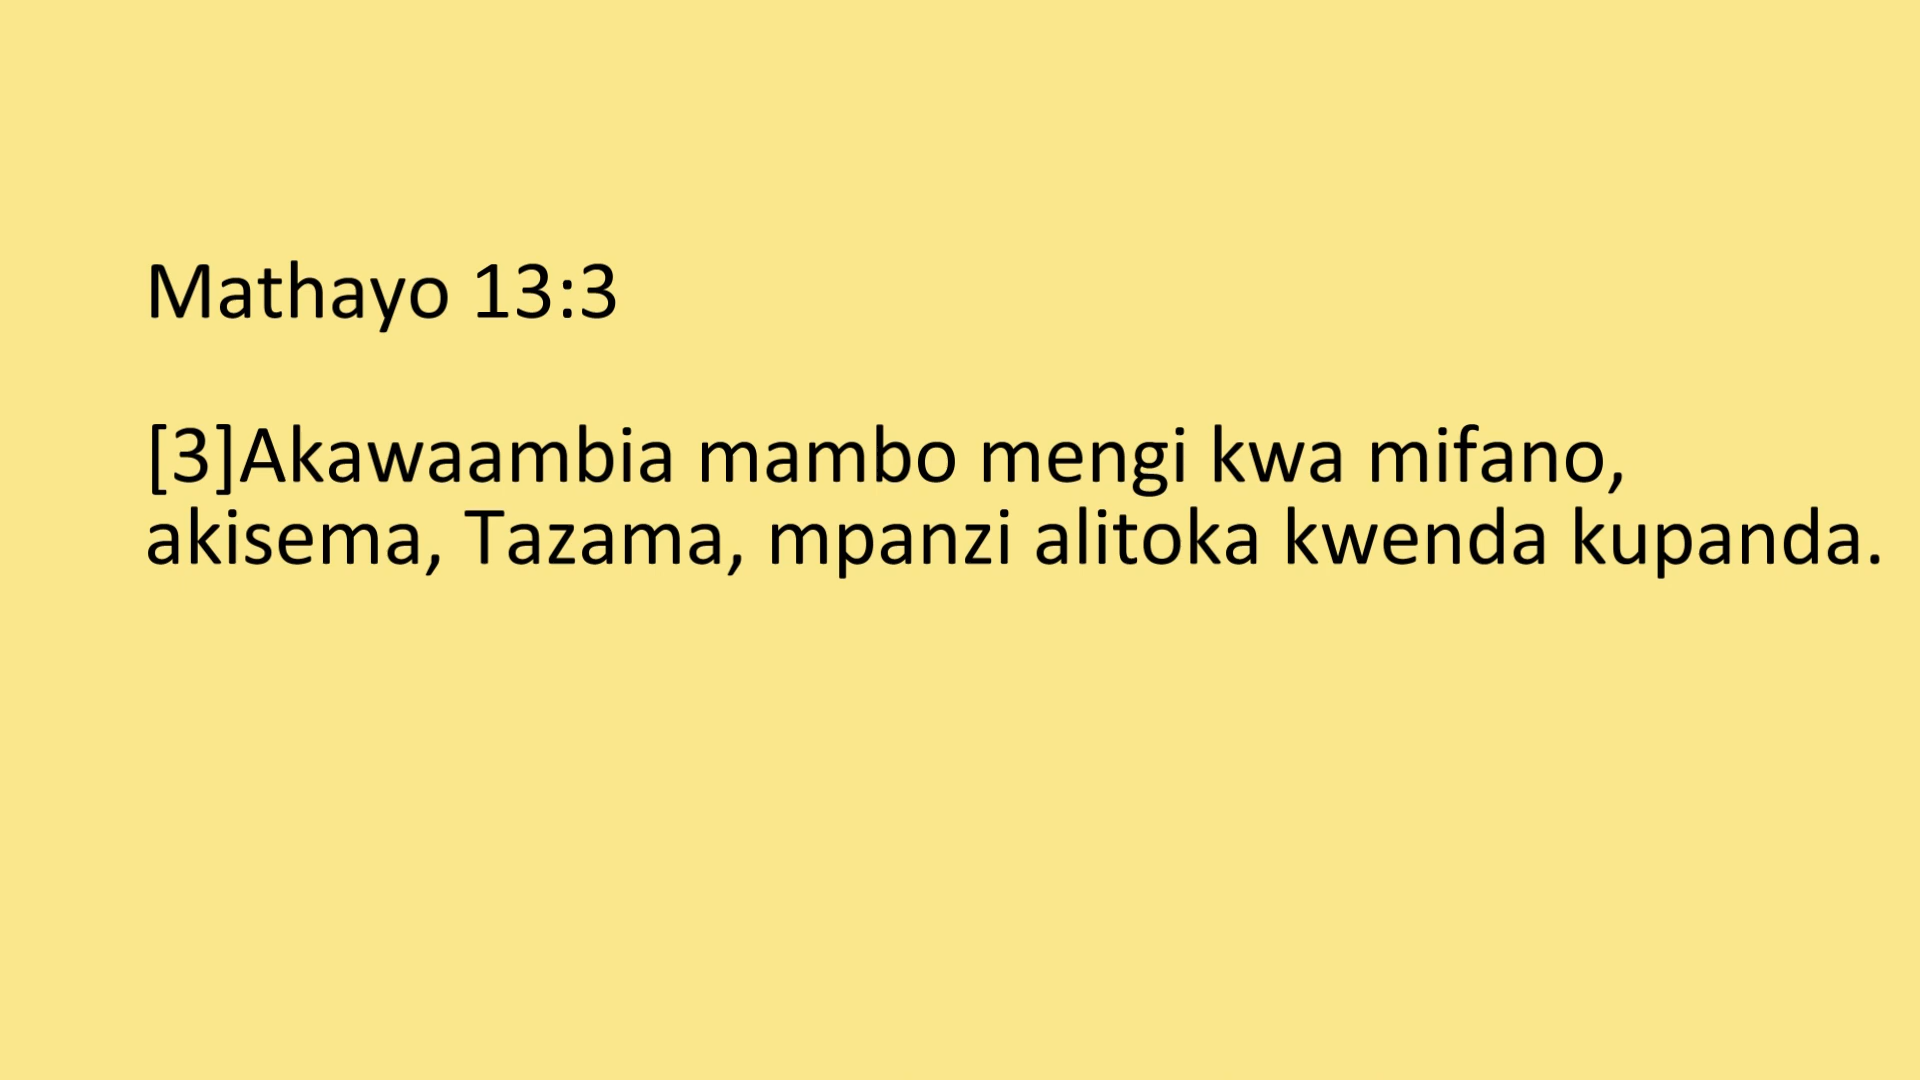 Mathayo 13:3
[3]Akawaambia mambo mengi kwa mifano,
akisema, Tazama, mpanzi alitoka kwenda kupanda.